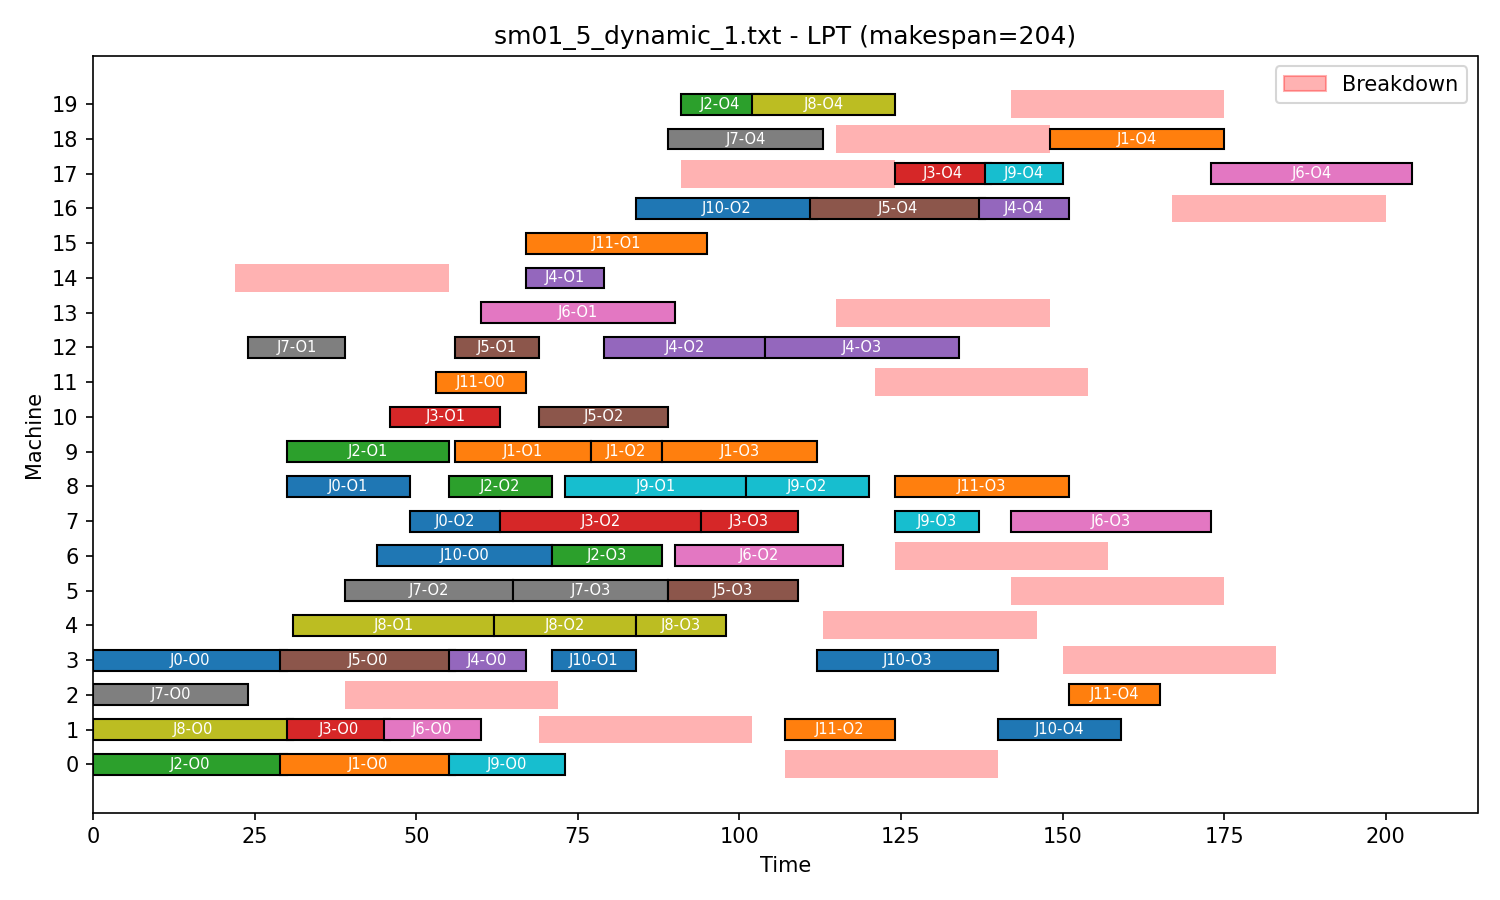 sm01_5_dynamic_1.txt - LPT (makespan=204)
Breakdown
19 J2-O4 J8-O4
18 J7-O4 J1-O4
17 J3-O4 J9-O4 J6-O4
16 J10-O2 J5-O4 J4-O4
15 J11-O1
14 J4-O1
13 J6-O1
12 J7-O1 J5-O1 J4-O2 J4-O3
11 J11-O0
10 J3-O1 J5-O2
9 J2-O1 J1-O1 J1-O2 J1-O3
8 J0-O1 J2-O2 J9-O1 J9-O2 J11-O3
7 J0-O2 J3-O2 J3-O3 J9-O3 J6-O3
6 J10-O0 J2-O3 J6-O2
5 J7-O2 J7-O3 J5-O3
4 J8-O1 J8-O2 J8-O3
3 J0-O0 J5-O0 J4-O0 J10-O1 J10-O3
2 J7-O0 J11-O4
1 J8-O0 J3-O0 J6-O0 J11-O2 J10-O4
0 J2-O0 J1-O0 J9-O0
Machine
0 25 50 75 100 125 150 175 200
Time